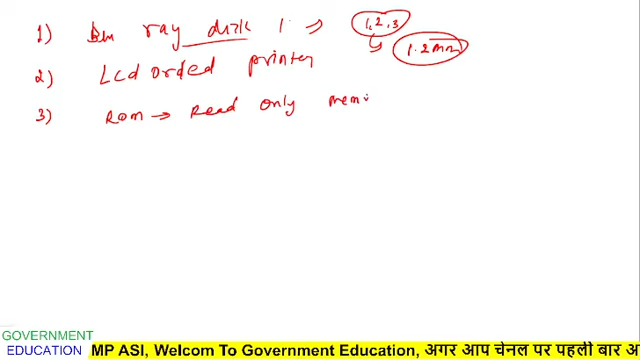 1) Blu ray disk 1. => 1,2,3
1.2mm
2) Lcd orded printer
3) ROM → Read only mem
GOVERNMENT
EDUCATION
MP ASI, Welcom To Government Education, अगर आप चेनल पर पहली बार अ